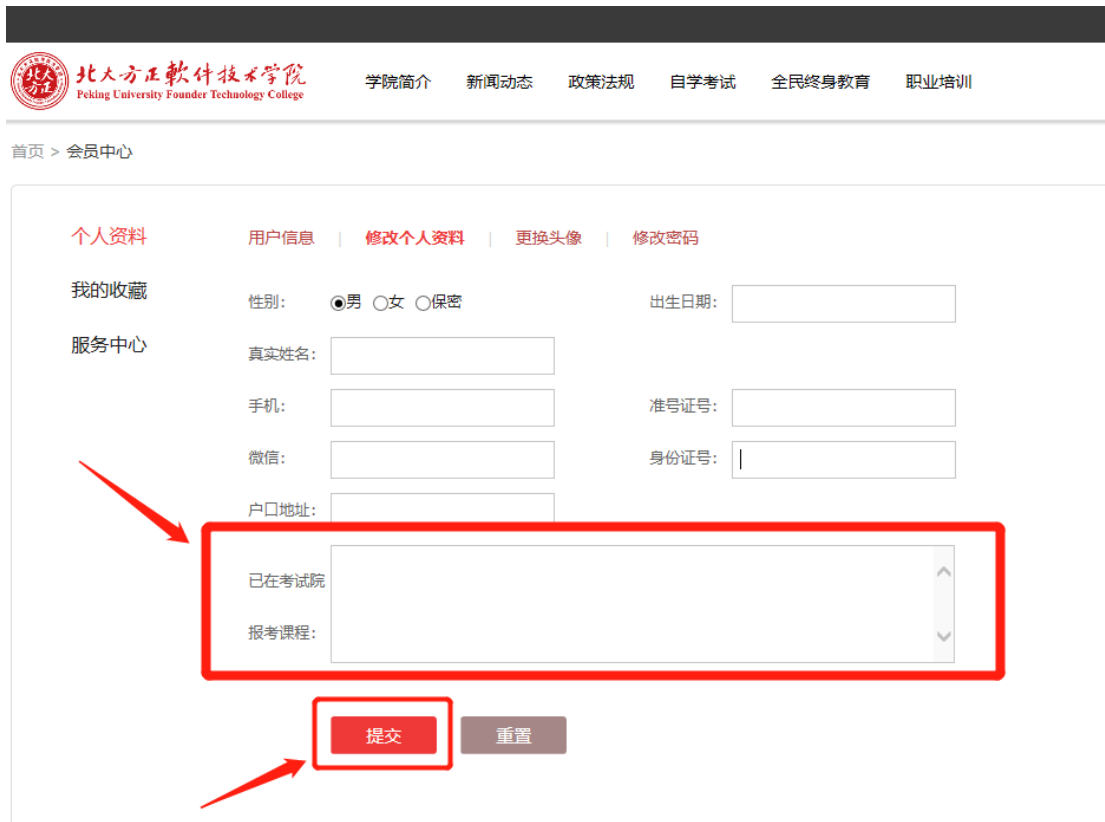 北大方正軟件技术学院
Peking University Founder Technology College
学院简介 新闻动态 政策法规 自学考试 全民终身教育 职业培训
首页 > 会员中心
个人资料
我的收藏
服务中心
用户信息 | 修改个人资料 | 更换头像 | 修改密码
性别: 男 女 保密 出生日期:
真实姓名:
手机: 准号证号:
微信: 身份证号:
户口地址:
已在考试院
报考课程:
提交 重置